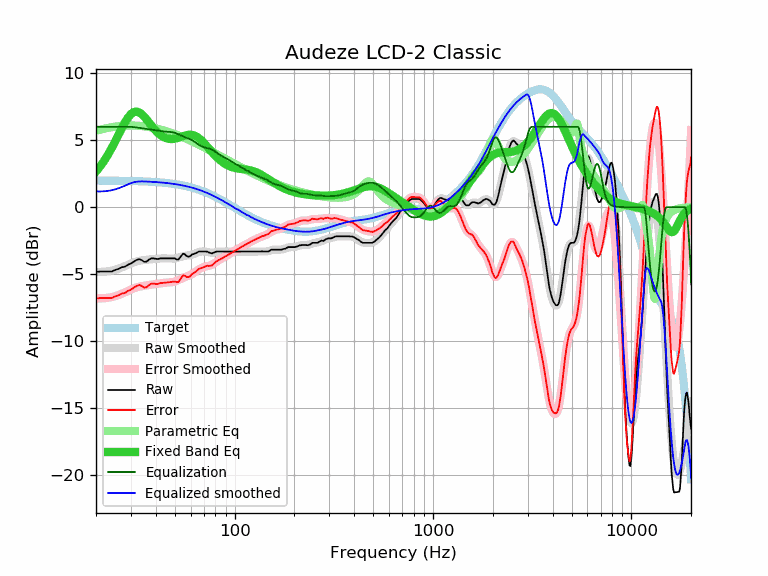 Audeze LCD-2 Classic
Amplitude (dBr)
10
5
0
−5
−10
−15
−20
Target
Raw Smoothed
Error Smoothed
Raw
Error
Parametric Eq
Fixed Band Eq
Equalization
Equalized smoothed
100 1000 10000
Frequency (Hz)